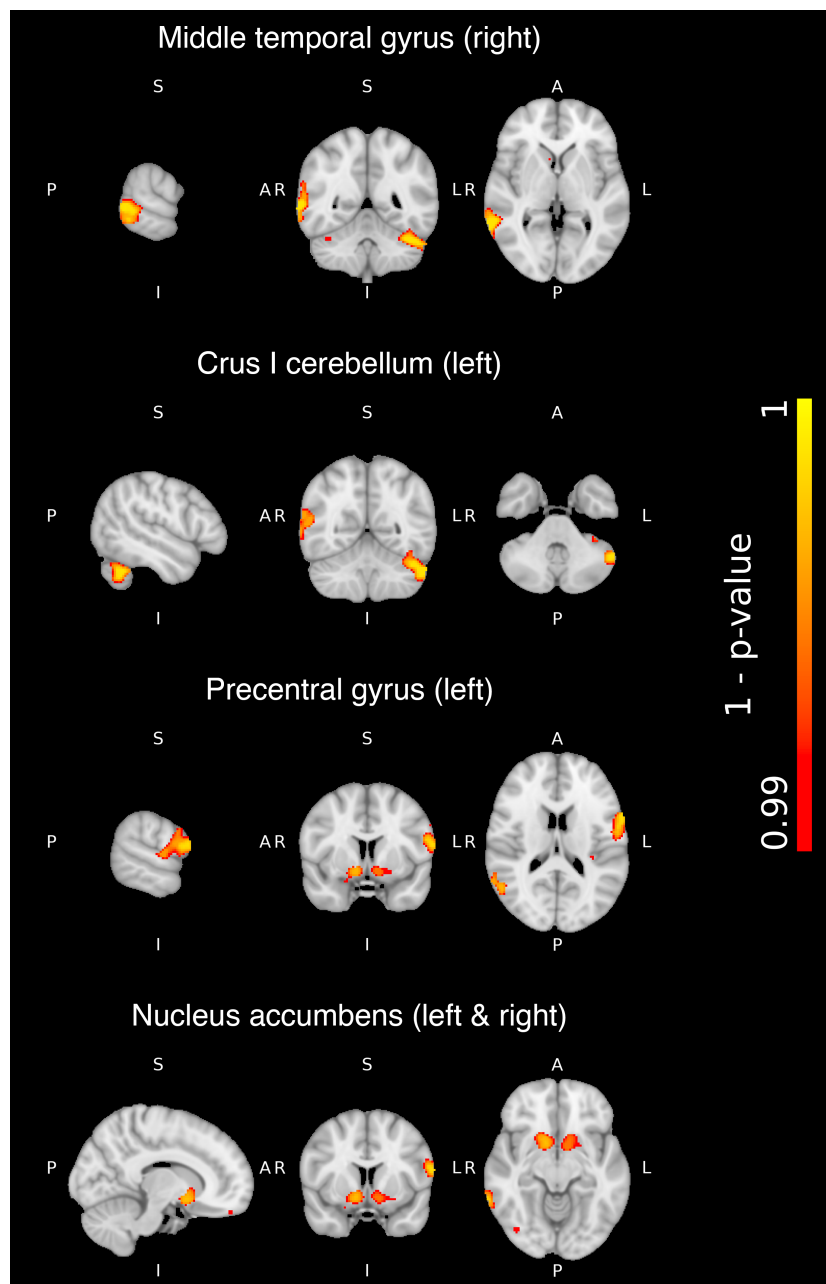 Middle temporal gyrus (right)
S S A
P A R L R L
I I P
Crus I cerebellum (left)
S S A
P A R L R L
I I P
Precentral gyrus (left)
S S A
P A R L R L
I I P
Nucleus accumbens (left & right)
S S A
P A R L R L
I I P
1
1 - p-value
0.99